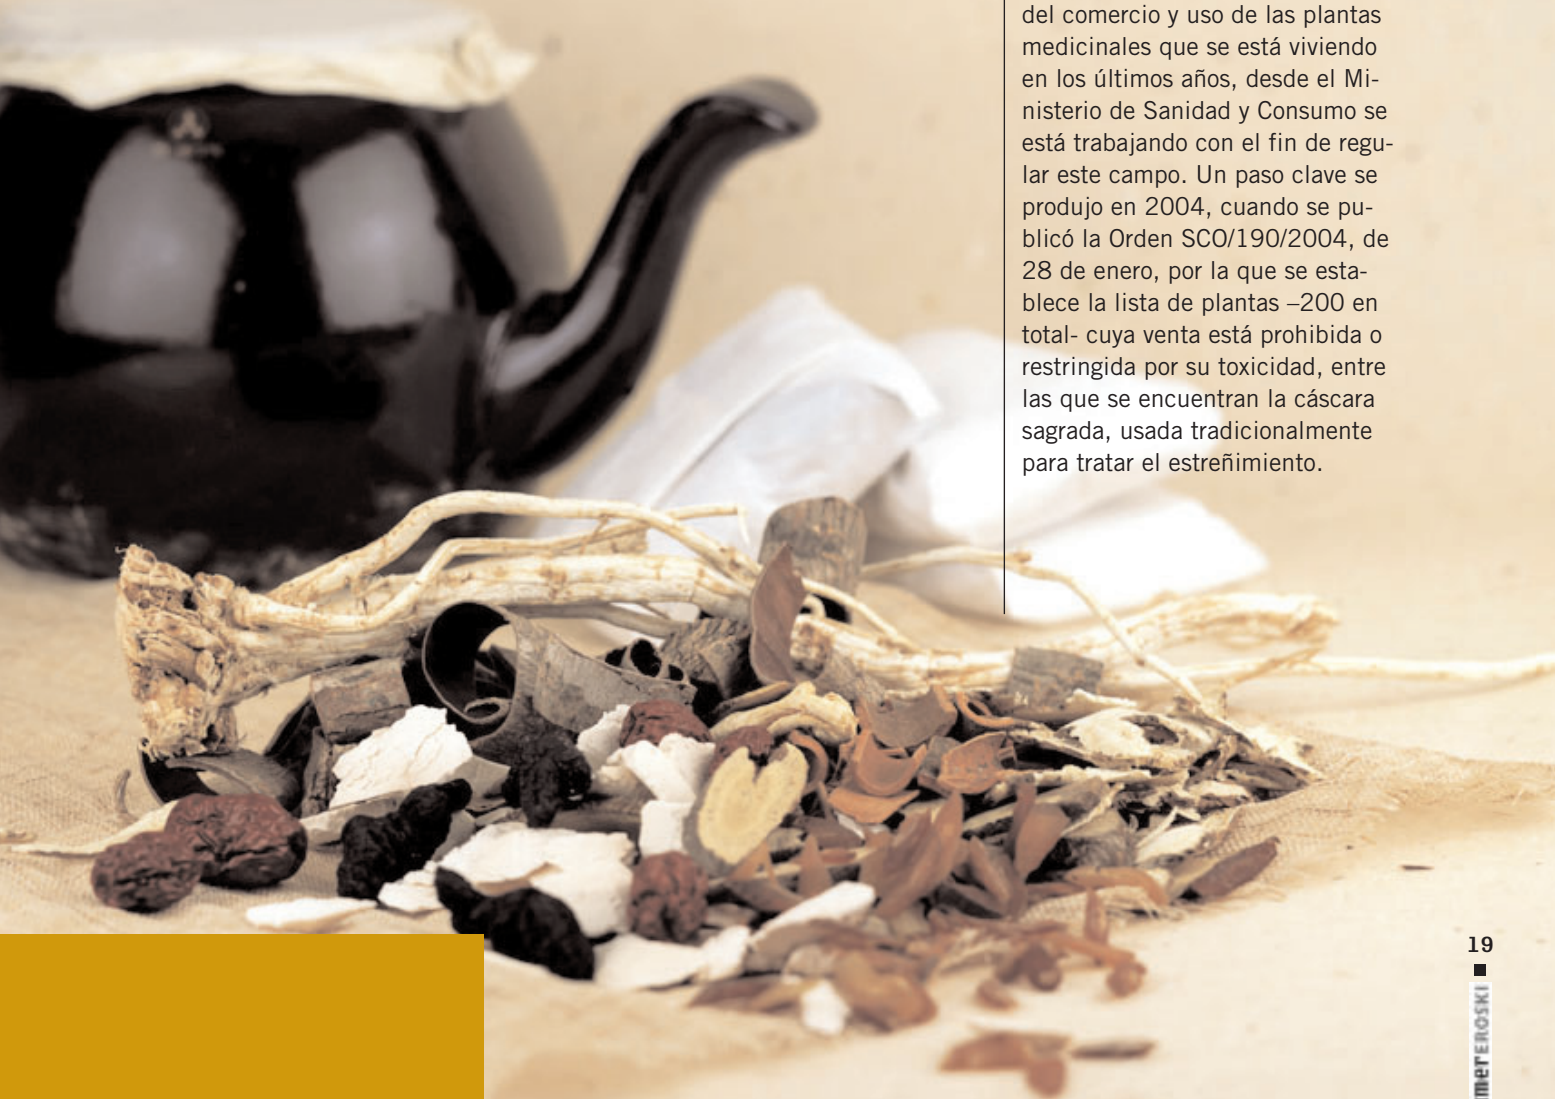 del comercio y uso de las plantas
medicinales que se está viviendo
en los últimos años, desde el Mi-
nisterio de Sanidad y Consumo se
está trabajando con el fin de regu-
lar este campo. Un paso clave se
produjo en 2004, cuando se pu-
blicó la Orden SCO/190/2004, de
28 de enero, por la que se esta-
blece la lista de plantas –200 en
total- cuya venta está prohibida o
restringida por su toxicidad, entre
las que se encuentran la cáscara
sagrada, usada tradicionalmente
para tratar el estreñimiento.
19
merEROSKI